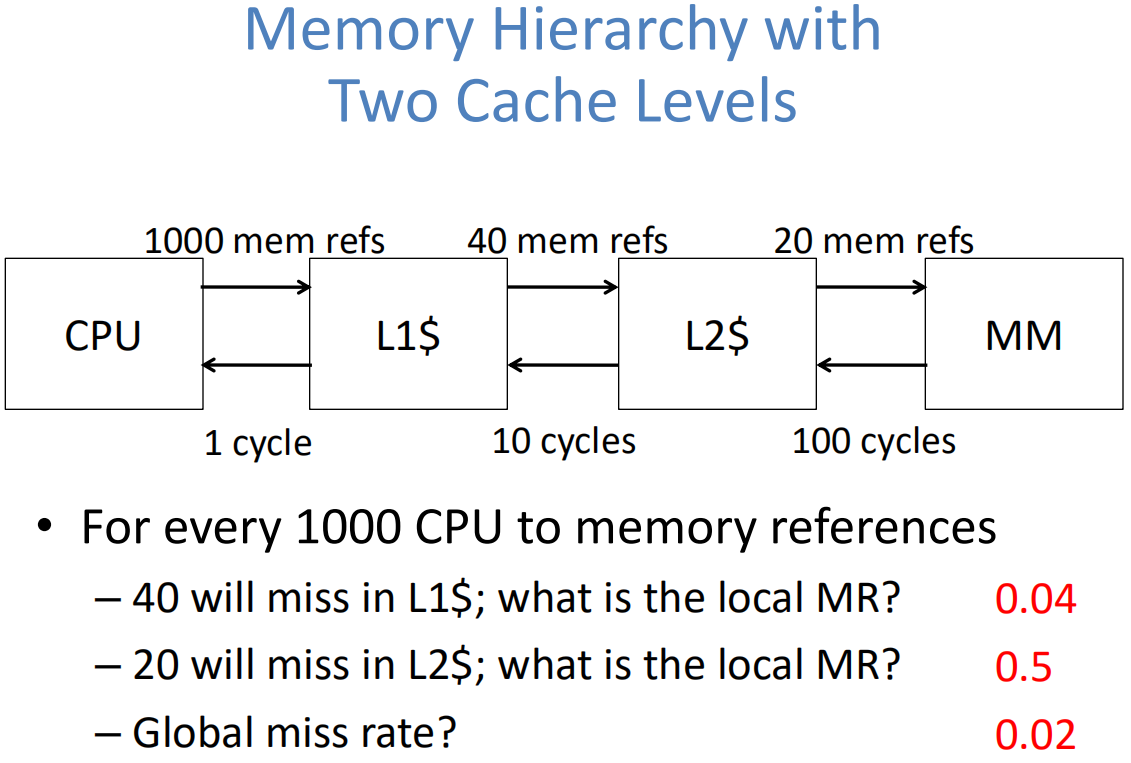 Memory Hierarchy with
Two Cache Levels
1000 mem refs 40 mem refs 20 mem refs
CPU L1$ L2$ MM
1 cycle 10 cycles 100 cycles
• For every 1000 CPU to memory references
– 40 will miss in L1$; what is the local MR? 0.04
– 20 will miss in L2$; what is the local MR? 0.5
– Global miss rate? 0.02